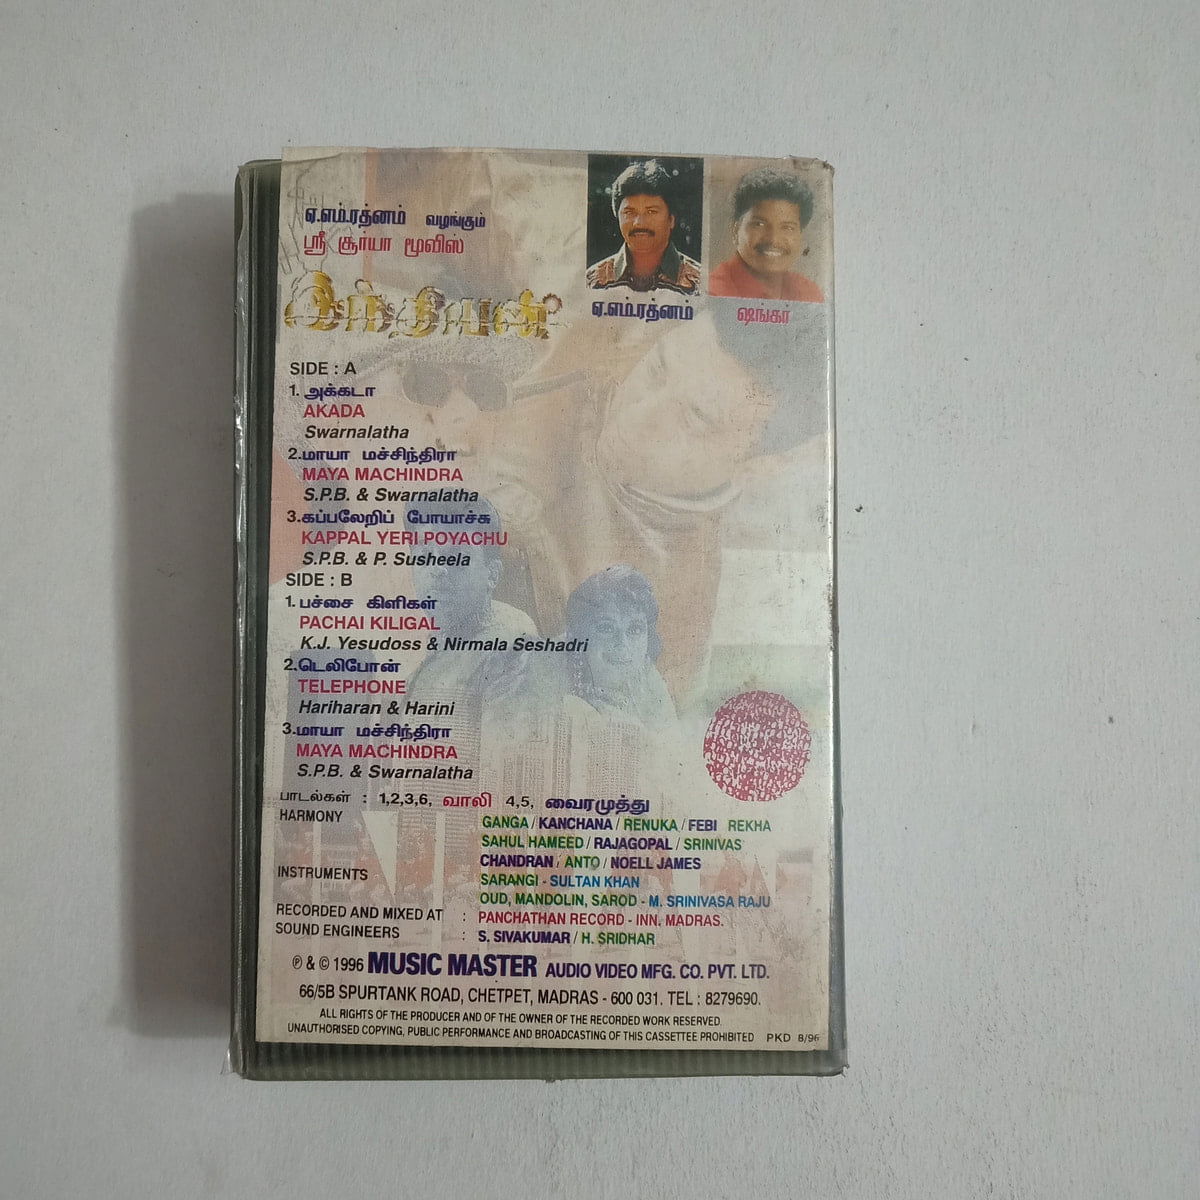 ஏ.எம்.ரத்னம் வழங்கும்
ஸ்ரீ சூர்யா மூவிஸ்
இந்தியன்
ஏ.எம்.ரத்னம்
ஷங்கர்
SIDE : A
1. அக்கடா
AKADA
Swarnalatha
2.மாயா மச்சிந்திரா
MAYA MACHINDRA
S.P.B. & Swarnalatha
3.கப்பலேறிப் போயாச்சு
KAPPAL YERI POYACHU
S.P.B. & P. Susheela
SIDE : B
1. பச்சை கிளிகள்
PACHAI KILIGAL
K.J. Yesudoss & Nirmala Seshadri
2.டெலிபோன்
TELEPHONE
Hariharan & Harini
3.மாயா மச்சிந்திரா
MAYA MACHINDRA
S.P.B. & Swarnalatha
பாடல்கள் : 1,2,3,6, வாலி 4,5, வைரமுத்து
HARMONY GANGA / KANCHANA / RENUKA / FEBI REKHA
SAHUL HAMEED / RAJAGOPAL / SRINIVAS
CHANDRAN / ANTO / NOELL JAMES
INSTRUMENTS SARANGI - SULTAN KHAN
OUD, MANDOLIN, SAROD - M. SRINIVASA RAJU
RECORDED AND MIXED AT : PANCHATHAN RECORD - INN. MADRAS.
SOUND ENGINEERS : S. SIVAKUMAR / H. SRIDHAR
℗ & © 1996 MUSIC MASTER AUDIO VIDEO MFG. CO. PVT. LTD.
66/5B SPURTANK ROAD, CHETPET, MADRAS - 600 031. TEL : 8279690.
ALL RIGHTS OF THE PRODUCER AND OF THE OWNER OF THE RECORDED WORK RESERVED.
UNAUTHORISED COPYING, PUBLIC PERFORMANCE AND BROADCASTING OF THIS CASSETTEE PROHIBITED PKD 8/96